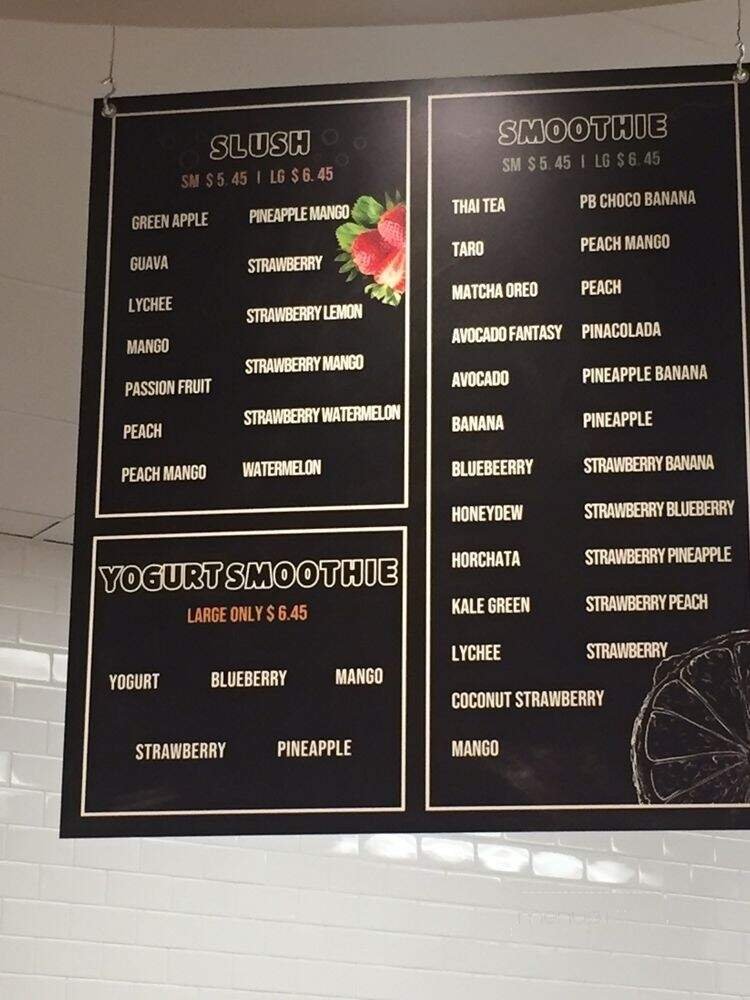 SLUSH
SM $5.45 | LG $6.45
GREEN APPLE
GUAVA
LYCHEE
MANGO
PASSION FRUIT
PEACH
PEACH MANGO
PINEAPPLE MANGO
STRAWBERRY
STRAWBERRY LEMON
STRAWBERRY MANGO
STRAWBERRY WATERMELON
WATERMELON
YOGURT SMOOTHIE
LARGE ONLY $6.45
YOGURT BLUEBERRY MANGO
STRAWBERRY PINEAPPLE
SMOOTHIE
SM $5.45 | LG $6.45
THAI TEA
TARO
MATCHA OREO
AVOCADO FANTASY
AVOCADO
BANANA
BLUEBEERRY
HONEYDEW
HORCHATA
KALE GREEN
LYCHEE
COCONUT STRAWBERRY
MANGO
PB CHOCO BANANA
PEACH MANGO
PEACH
PINACOLADA
PINEAPPLE BANANA
PINEAPPLE
STRAWBERRY BANANA
STRAWBERRY BLUEBERRY
STRAWBERRY PINEAPPLE
STRAWBERRY PEACH
STRAWBERRY